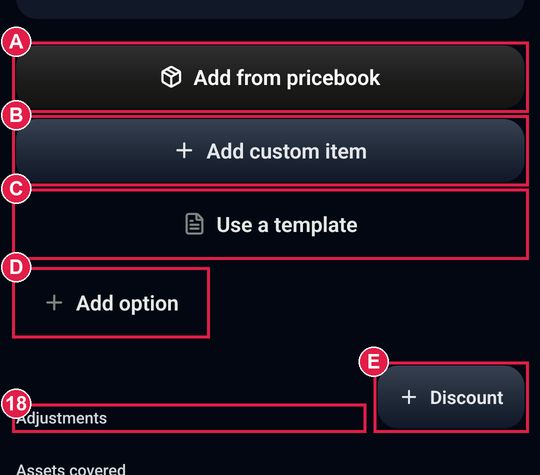 A
Add from pricebook
B
+ Add custom item
C
Use a template
D
+ Add option
E
+ Discount
18
Adjustments
Assets covered